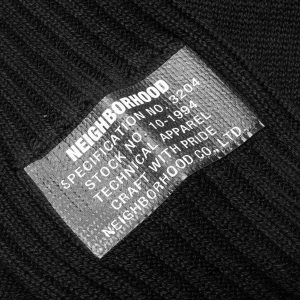 NEIGHBORHOOD
SPECIFICATION NO. 3204
STOCK NO. 10-1994
TECHNICAL APPAREL
CRAFT WITH PRIDE
NEIGHBORHOOD CO., LTD.